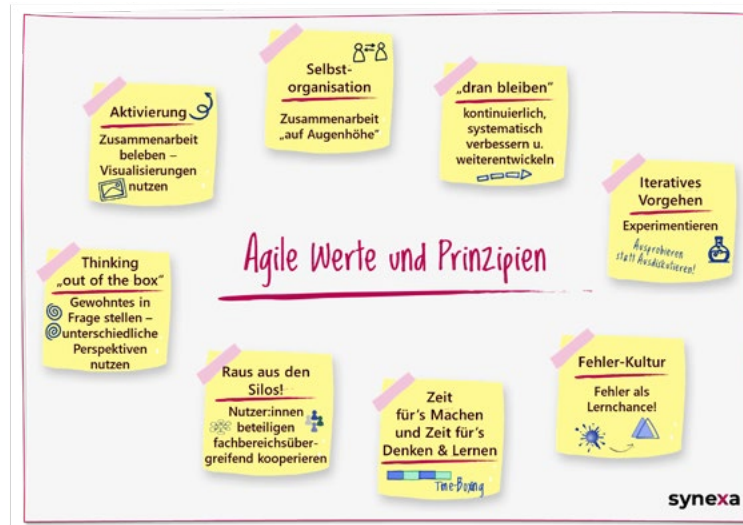 Aktivierung
Zusammenarbeit
beleben –
Visualisierungen
nutzen
Selbst-
organisation
Zusammenarbeit
„auf Augenhöhe“
„dran bleiben“
kontinuierlich,
systematisch
verbessern u.
weiterentwickeln
Iteratives
Vorgehen
Experimentieren
Ausprobieren
statt Ausdiskutieren!
Agile Werte und Prinzipien
Thinking
„out of the box“
Gewohntes in
Frage stellen –
unterschiedliche
Perspektiven
nutzen
Raus aus den
Silos!
Nutzer:innen
beteiligen
fachbereichsüber-
greifend kooperieren
Zeit
für's Machen
und Zeit für's
Denken & Lernen
Time-Boxing
Fehler-Kultur
Fehler als
Lernchance!
synexa